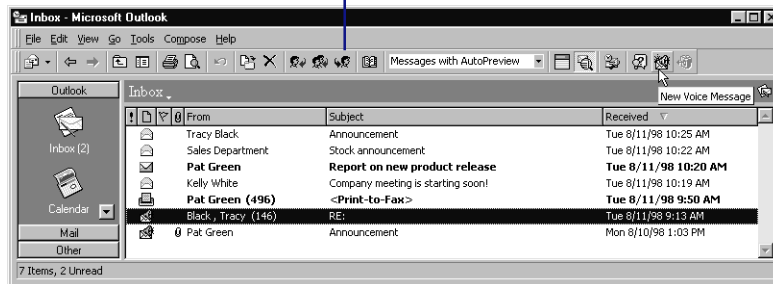 Inbox - Microsoft Outlook
File Edit View Go Tools Compose Help
Messages with AutoPreview
Outlook
Inbox
New Voice Message
! From Subject Received
Tracy Black Announcement Tue 8/11/98 10:25 AM
Sales Department Stock announcement Tue 8/11/98 10:22 AM
Inbox (2)
Pat Green Report on new product release Tue 8/11/98 10:20 AM
Kelly White Company meeting is starting soon! Tue 8/11/98 10:19 AM
Pat Green (496) <Print-to-Fax> Tue 8/11/98 9:50 AM
Calendar
Black , Tracy (146) RE: Tue 8/11/98 9:13 AM
Mail
Pat Green Announcement Mon 8/10/98 1:03 PM
Other
7 Items, 2 Unread